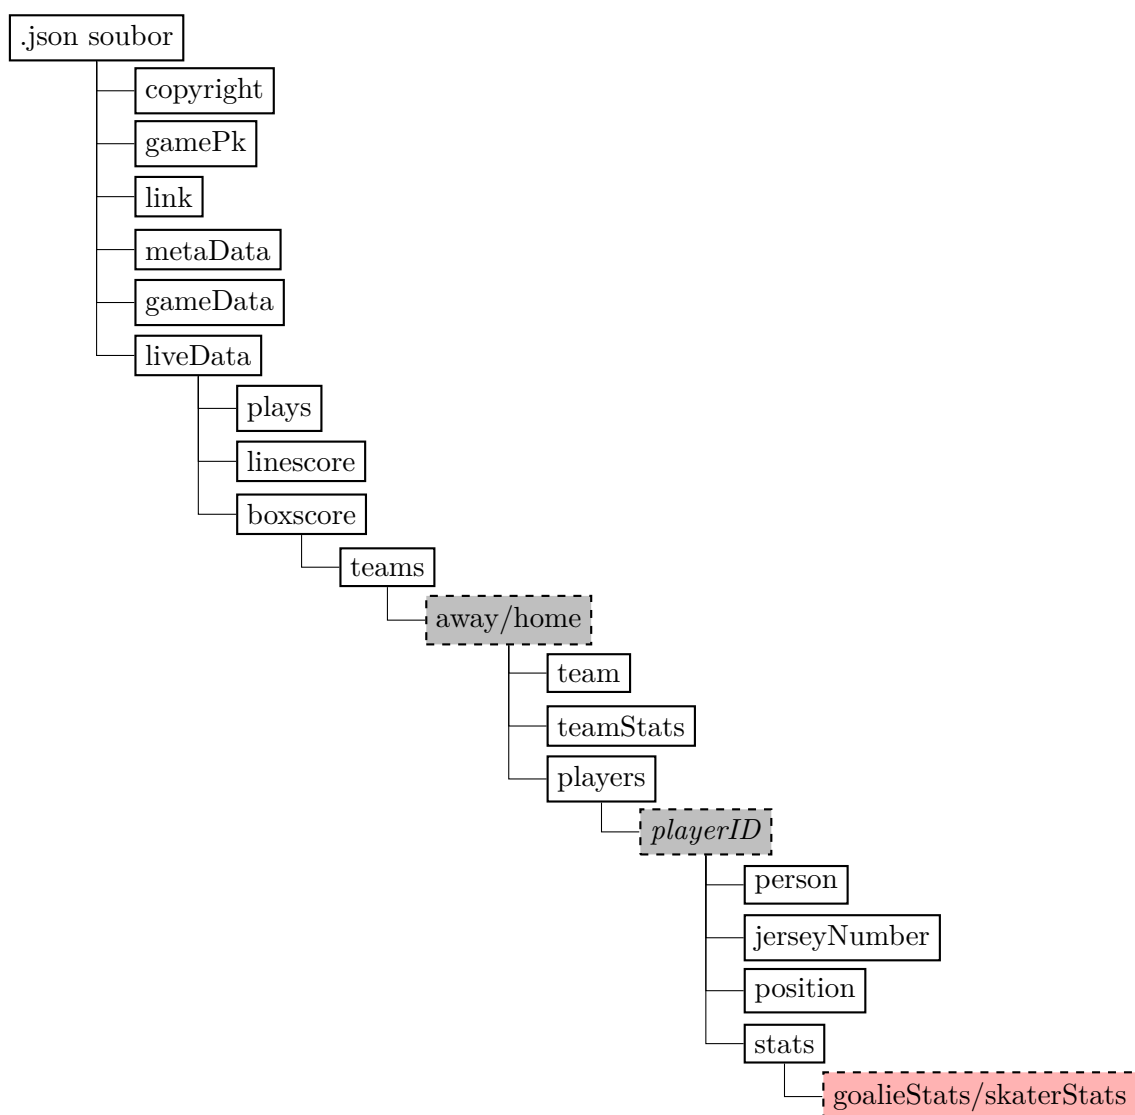 .json soubor
copyright
gamePk
link
metaData
gameData
liveData
plays
linescore
boxscore
teams
away/home
team
teamStats
players
playerID
person
jerseyNumber
position
stats
goalieStats/skaterStats